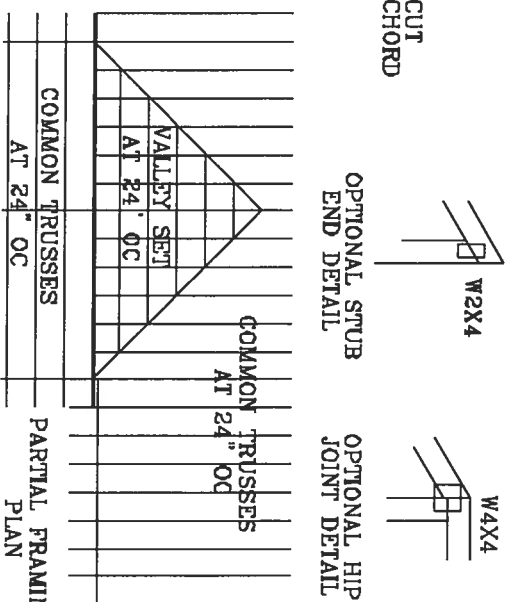 CUT
CHORD
W2X4
OPTIONAL STUB
END DETAIL
W4X4
OPTIONAL HIP
JOINT DETAIL
COMMON TRUSSES
AT 24" OC
VALLEY SET
AT 24' OC
COMMON TRUSSES
AT 24" OC
PARTIAL FRAMI
PLAN